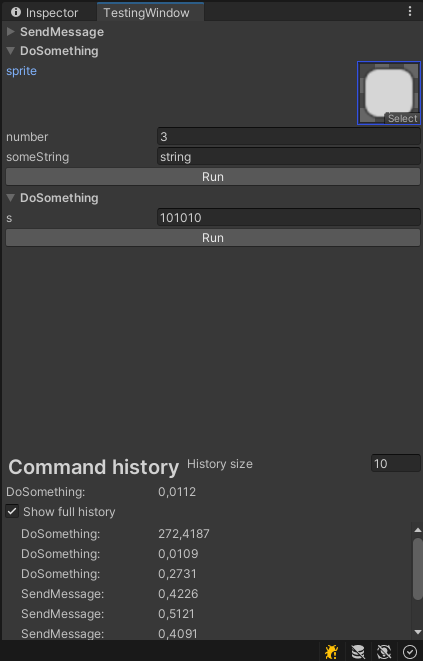 Inspector TestingWindow
SendMessage
DoSomething
sprite
Select
number 3
someString string
Run
DoSomething
s 101010
Run
Command history History size 10
DoSomething: 0,0112
Show full history
DoSomething: 272,4187
DoSomething: 0,0109
DoSomething: 0,2731
SendMessage: 0,4226
SendMessage: 0,5121
SendMessage: 0,4091